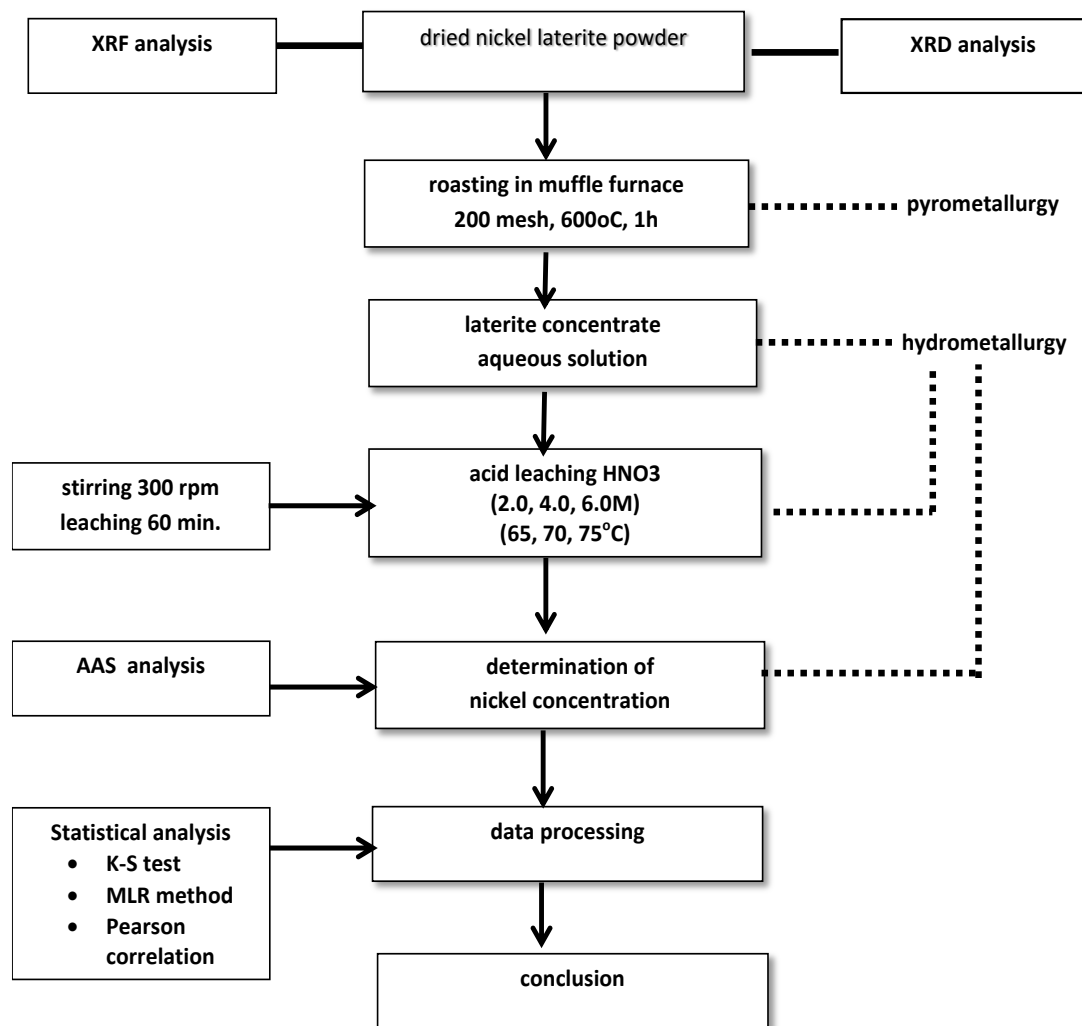 XRF analysis
dried nickel laterite powder
XRD analysis
roasting in muffle furnace
200 mesh, 600oC, 1h
pyrometallurgy
laterite concentrate
aqueous solution
hydrometallurgy
stirring 300 rpm
leaching 60 min.
acid leaching HNO3
(2.0, 4.0, 6.0M)
(65, 70, 75°C)
AAS analysis
determination of
nickel concentration
Statistical analysis
• K-S test
• MLR method
• Pearson
correlation
data processing
conclusion